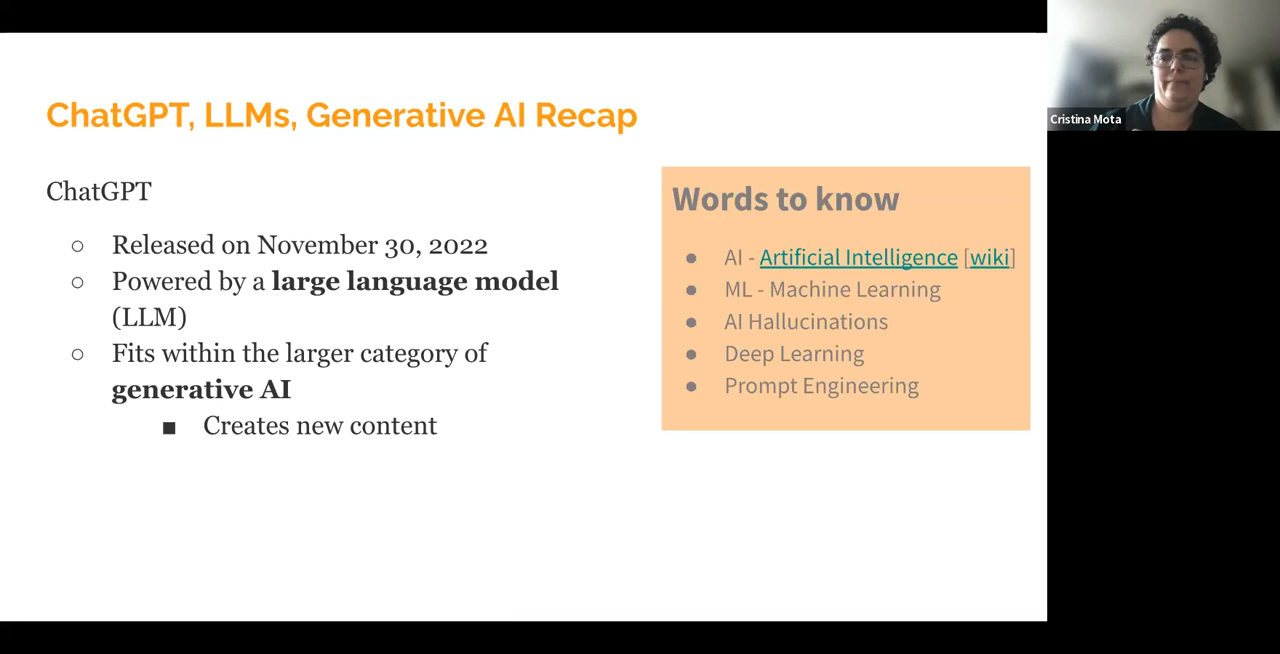 ChatGPT, LLMs, Generative AI Recap
ChatGPT
○ Released on November 30, 2022
○ Powered by a large language model
(LLM)
○ Fits within the larger category of
generative AI
■ Creates new content
Words to know
● AI - Artificial Intelligence [wiki]
● ML - Machine Learning
● AI Hallucinations
● Deep Learning
● Prompt Engineering
Cristina Mota